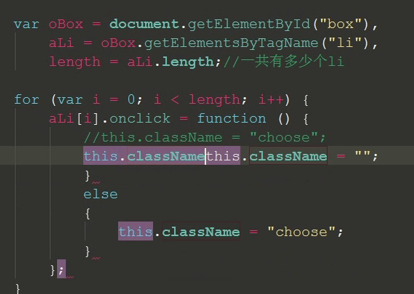 var oBox = document.getElementById("box"),
aLi = oBox.getElementsByTagName("li"),
length = aLi.length;//一共有多少个li
for (var i = 0; i < length; i++) {
aLi[i].onclick = function () {
//this.className = "choose";
this.classNamethis.className = "";
}
else
{
this.className = "choose";
}
};
}